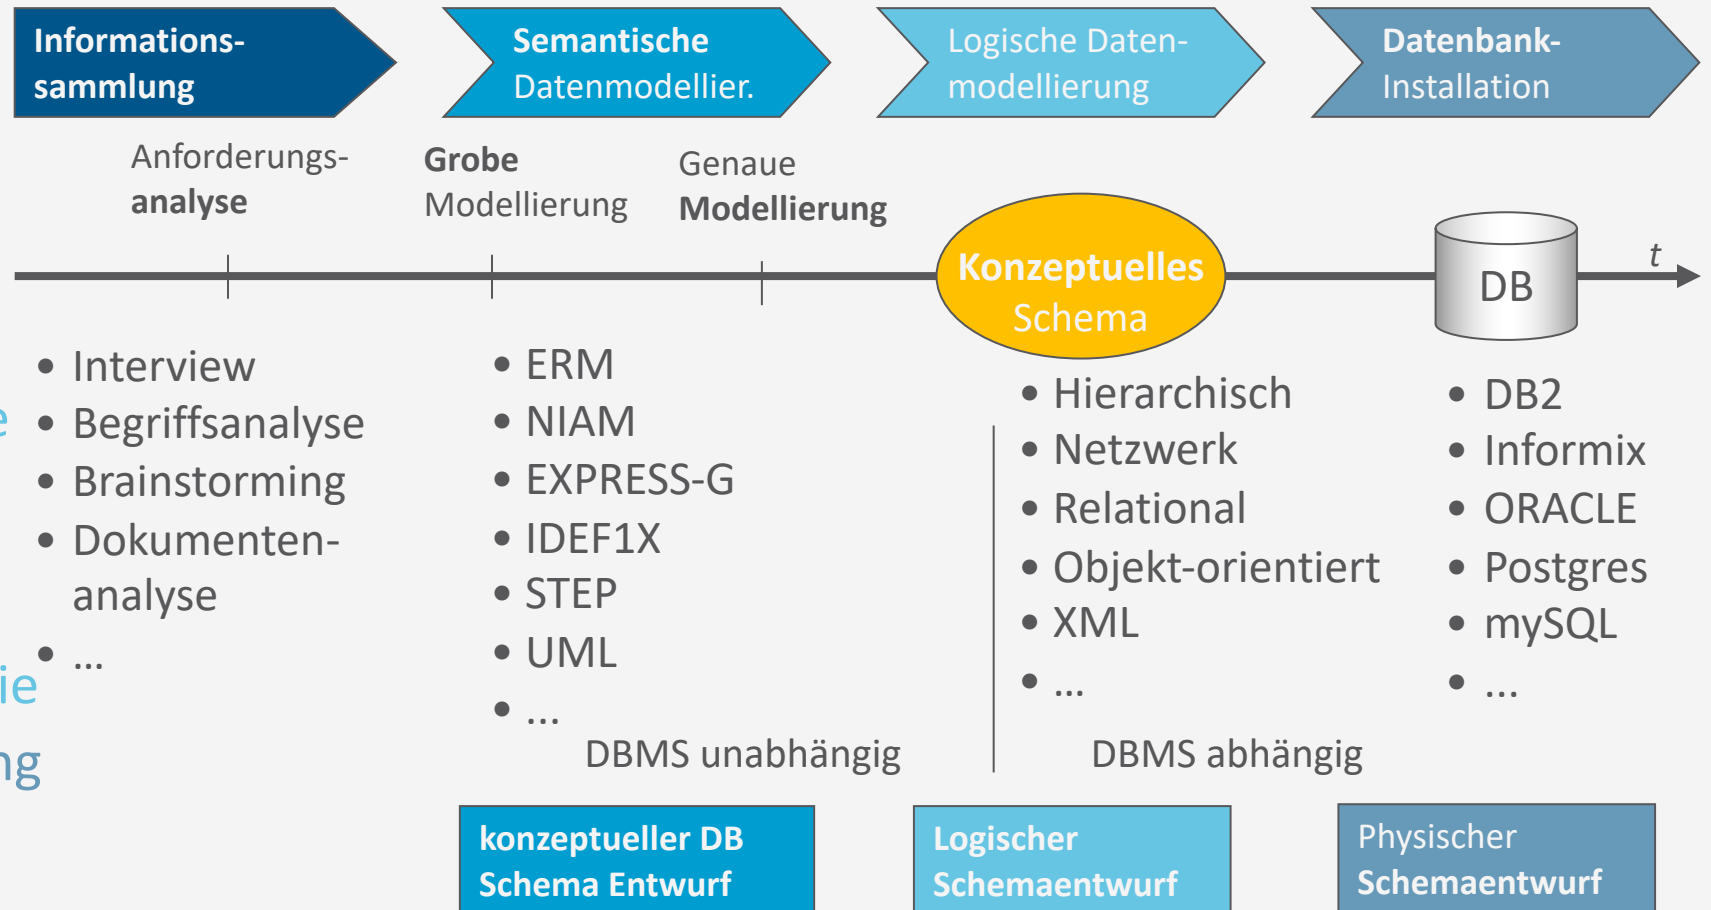 Informations-
sammlung
Semantische
Datenmodellier.
Logische Daten-
modellierung
Datenbank-
Installation
Anforderungs-
analyse
Grobe
Modellierung
Genaue
Modellierung
Konzeptuelles
Schema
DB
t
• Interview
• Begriffsanalyse
• Brainstorming
• Dokumenten-
analyse
• ...
• ERM
• NIAM
• EXPRESS-G
• IDEF1X
• STEP
• UML
• ...
DBMS unabhängig
• Hierarchisch
• Netzwerk
• Relational
• Objekt-orientiert
• XML
• ...
DBMS abhängig
• DB2
• Informix
• ORACLE
• Postgres
• mySQL
• ...
e
ie
ng
konzeptueller DB
Schema Entwurf
Logischer
Schemaentwurf
Physischer
Schemaentwurf